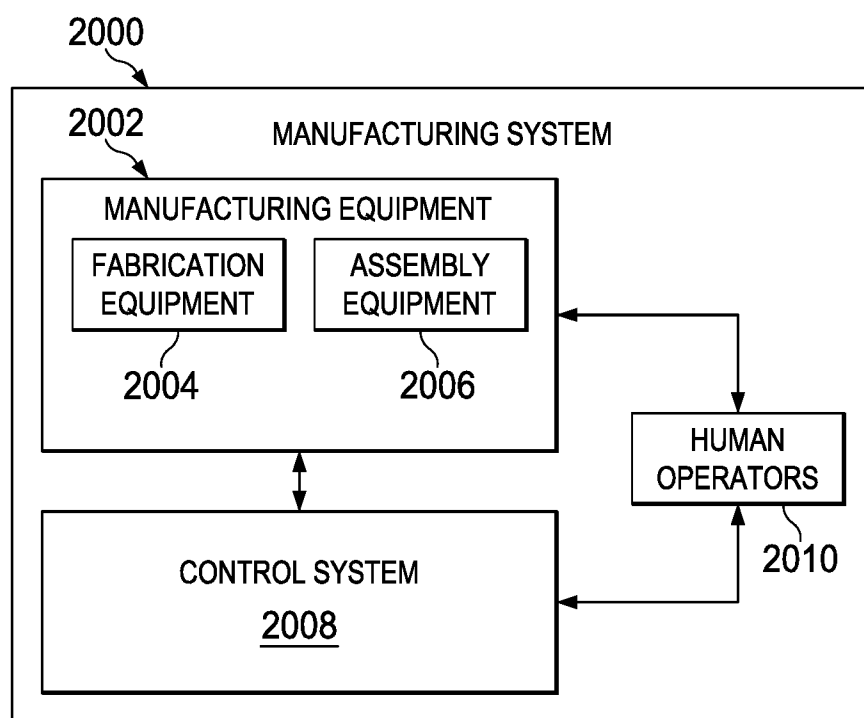 2000
2002
MANUFACTURING SYSTEM
MANUFACTURING EQUIPMENT
FABRICATION
EQUIPMENT
ASSEMBLY
EQUIPMENT
2004
2006
HUMAN
OPERATORS
2010
CONTROL SYSTEM
2008